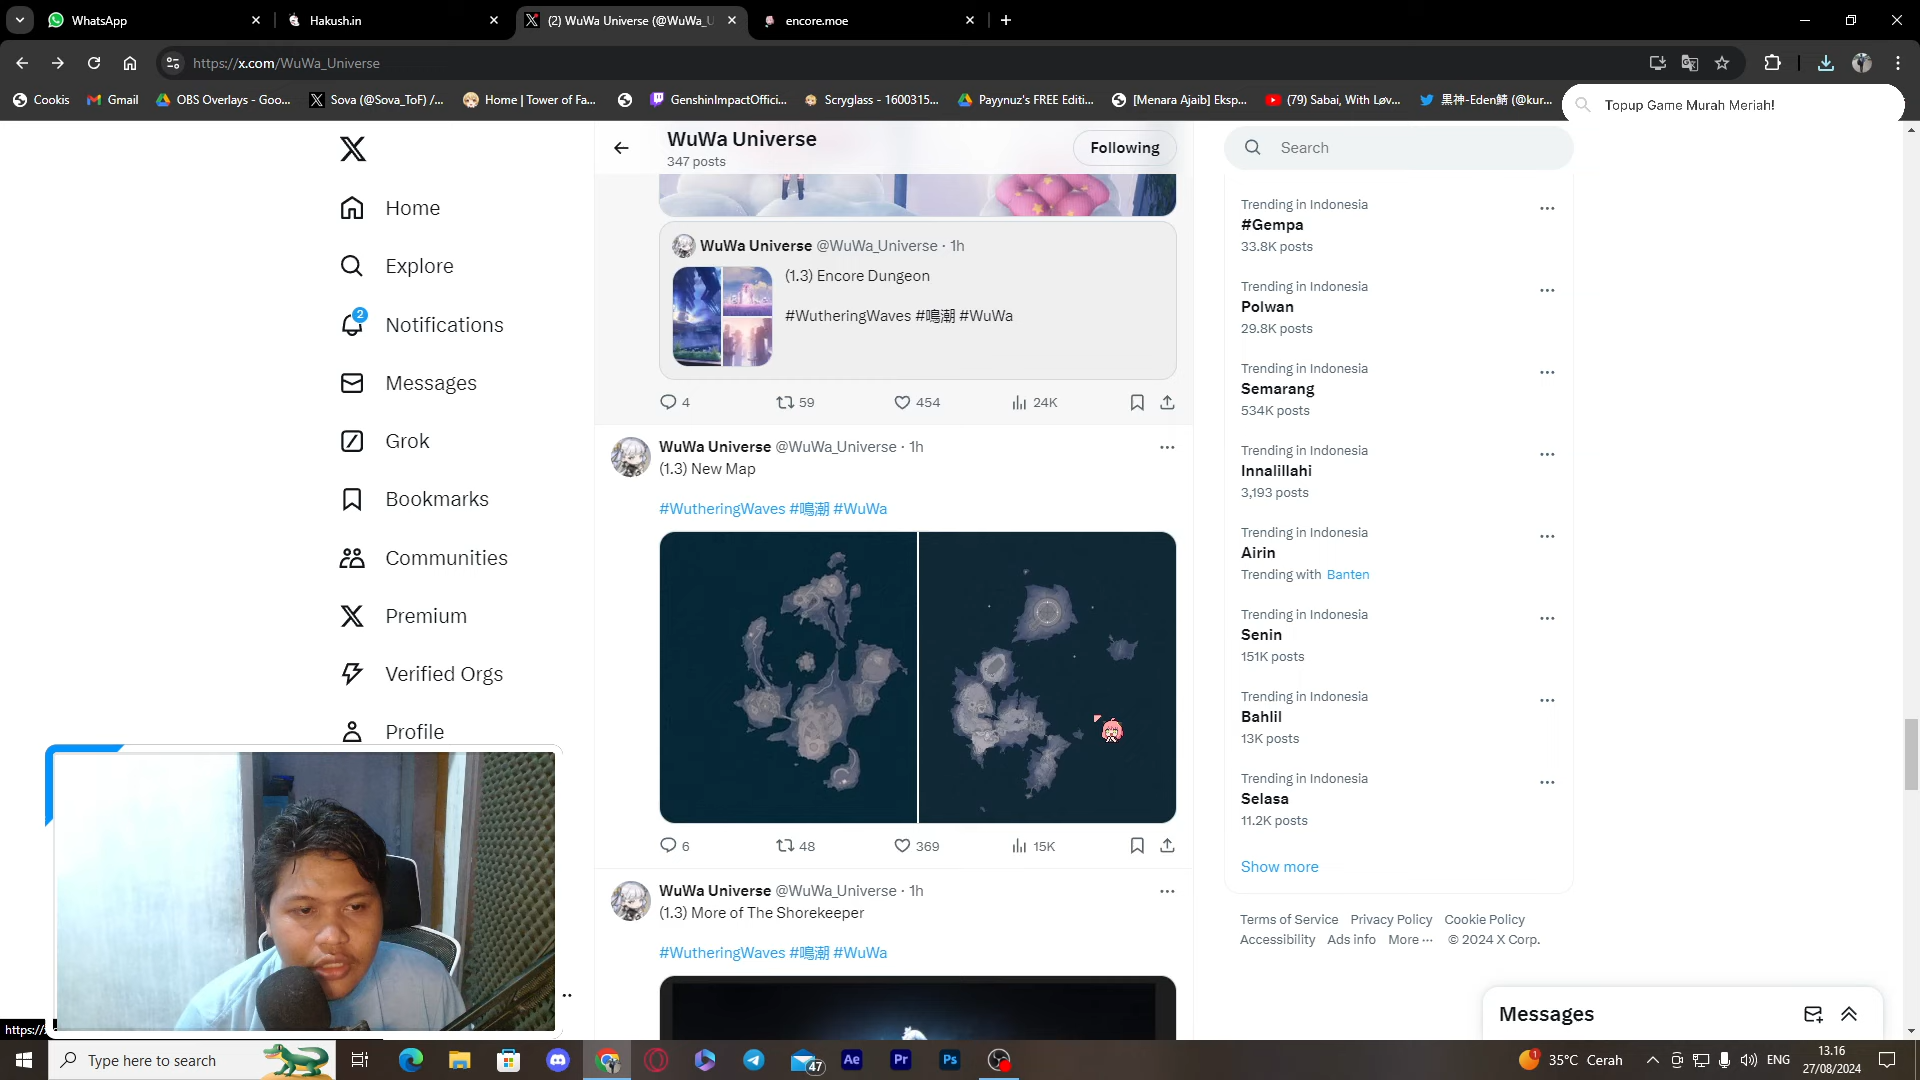 WhatsApp
Hakush.in
(2) WuWa Universe (@WuWa_U
encore.moe
https://x.com/WuWa_Universe
Cookis
Gmail
OBS Overlays - Goo...
Sova (@Sova_ToF) /...
Home | Tower of Fa...
GenshinImpactOffici...
Scryglass - 1600315...
Payynuz's FREE Editi...
[Menara Ajaib] Eksp...
(79) Sabai, With Løv...
黒神-Eden鯖 (@kur...
Topup Game Murah Meriah!
Home
Explore
2
Notifications
Messages
Grok
Bookmarks
Communities
Premium
Verified Orgs
Profile
WuWa Universe
347 posts
Following
WuWa Universe @WuWa_Universe · 1h
(1.3) Encore Dungeon
#WutheringWaves #鳴潮 #WuWa
4
59
454
24K
WuWa Universe @WuWa_Universe · 1h
(1.3) New Map
#WutheringWaves #鳴潮 #WuWa
6
48
369
15K
WuWa Universe @WuWa_Universe · 1h
(1.3) More of The Shorekeeper
#WutheringWaves #鳴潮 #WuWa
Search
Trending in Indonesia
#Gempa
33.8K posts
Trending in Indonesia
Polwan
29.8K posts
Trending in Indonesia
Semarang
534K posts
Trending in Indonesia
Innalillahi
3,193 posts
Trending in Indonesia
Airin
Trending with Banten
Trending in Indonesia
Senin
151K posts
Trending in Indonesia
Bahlil
13K posts
Trending in Indonesia
Selasa
11.2K posts
Show more
Terms of Service Privacy Policy Cookie Policy
Accessibility Ads info More ··· © 2024 X Corp.
Messages
https://
Type here to search
47
Ae
Pr
Ps
1
35°C Cerah
ENG
13.16
27/08/2024